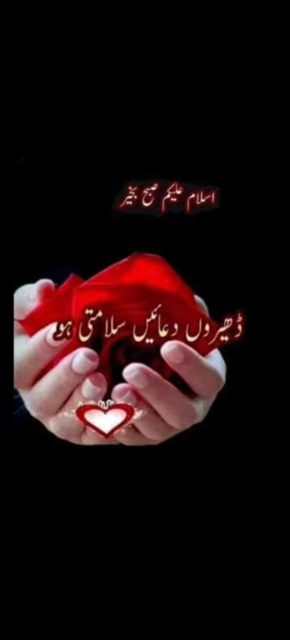 اسلام علیکم صبح بخیر
ڈھیروں دعائیں سلامتی ہو